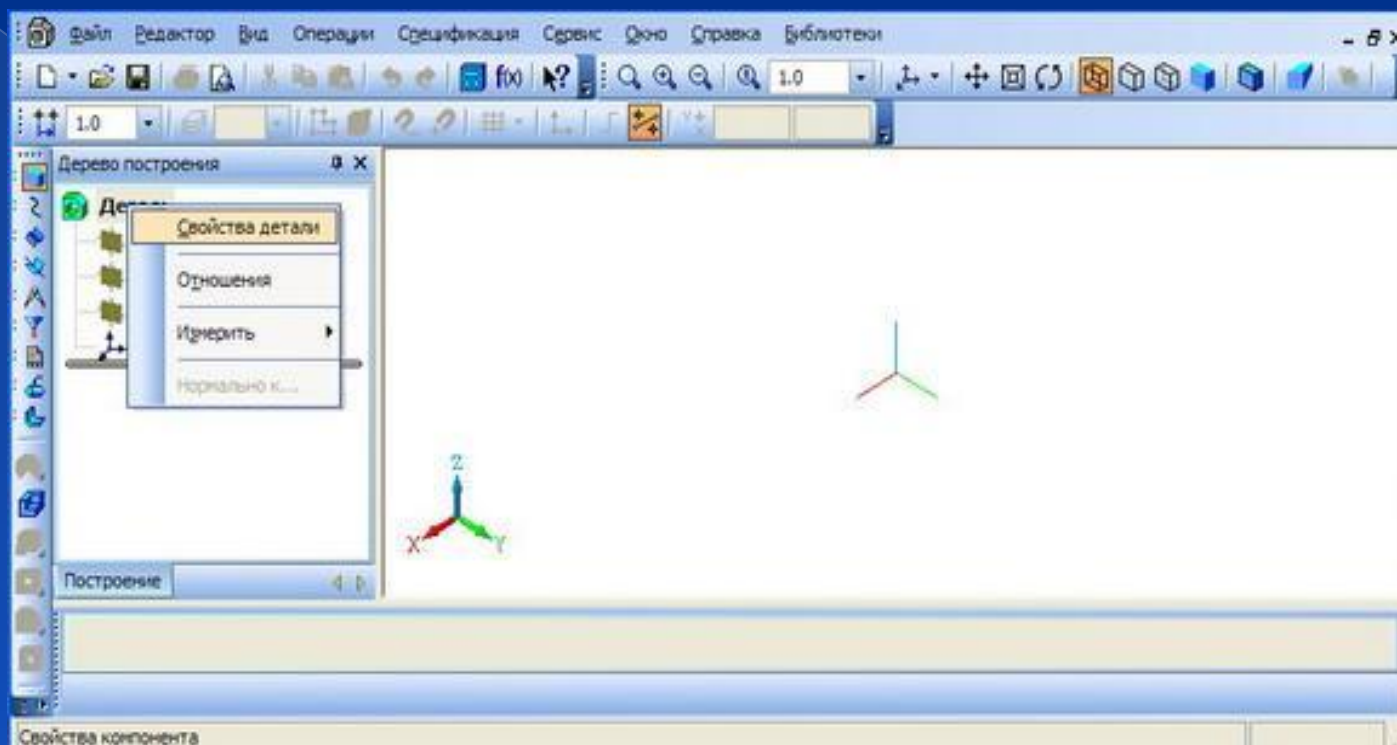 Файл Редактор Вид Операции Спецификация Сервис Окно Справка Библиотеки
f(x) 1.0
1.0
Дерево построения
Свойства детали
Отношения
Измерить
Нормально к...
Z
X Y
Построение
Свойства компонента